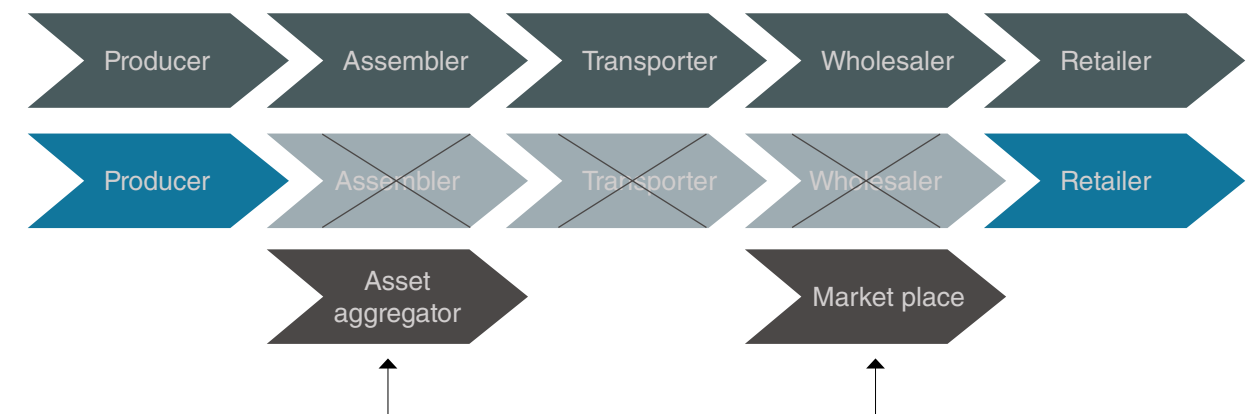 Producer Assembler Transporter Wholesaler Retailer
Producer Assembler Transporter Wholesaler Retailer
Asset
aggregator
Market place